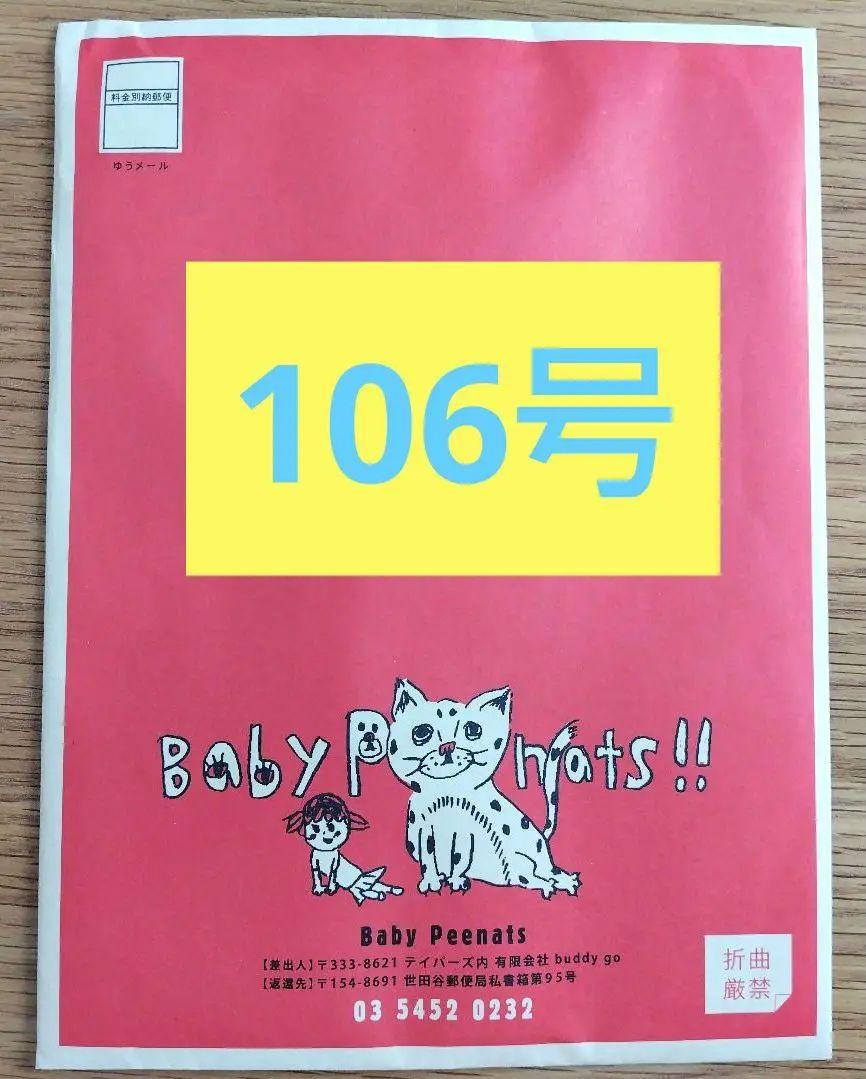 料金別納郵便
ゆうメール
106号
Baby Peenats!!
Baby Peenats
【差出人】〒333-8621 テイパーズ内 有限会社 buddy go
【返還先】〒154-8691 世田谷郵便局私書箱第95号
03 5452 0232
折曲
厳禁